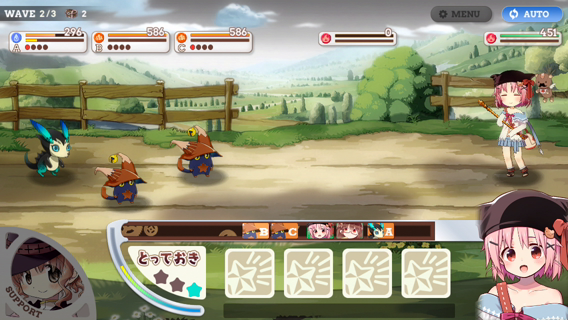 WAVE 2/3 2
MENU
AUTO
296
586
586
0
451
A
B
C
B C A
とっておき
SUPPORT